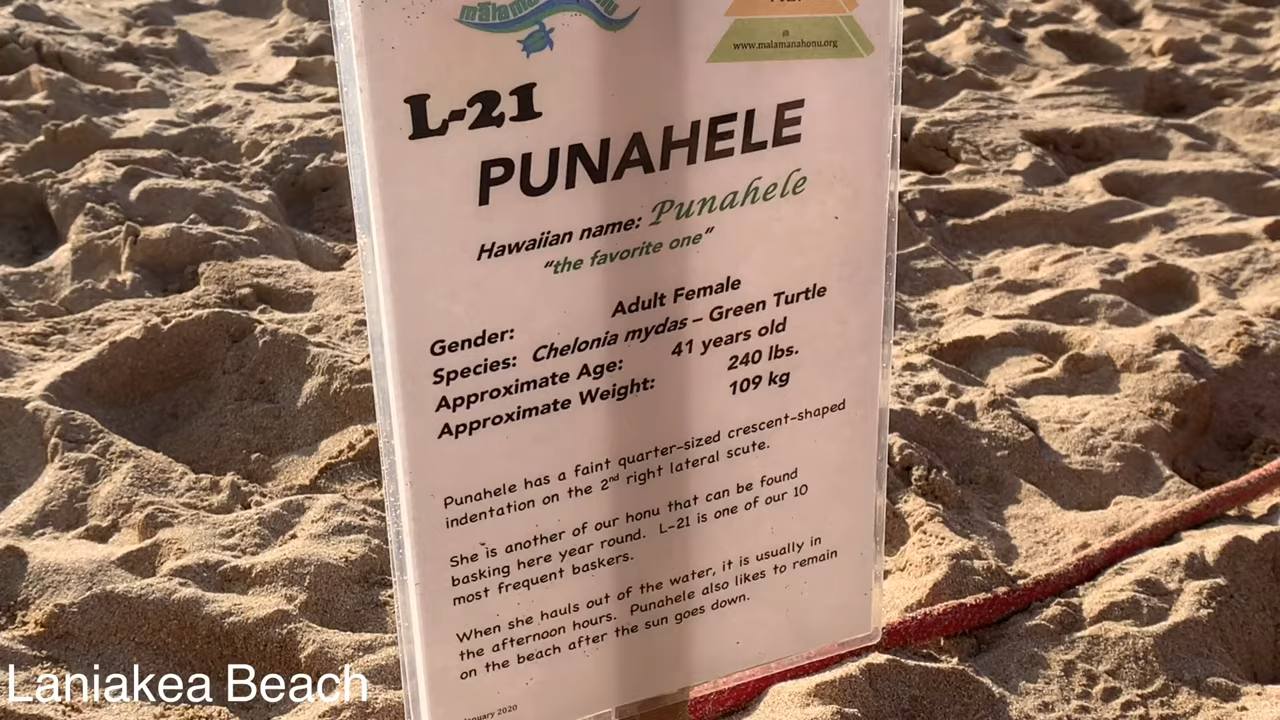 mālama
www.malamanahonu.org
L-21
PUNAHELE
Hawaiian name: Punahele
"the favorite one"
Gender: Adult Female
Species: Chelonia mydas – Green Turtle
Approximate Age: 41 years old
Approximate Weight: 240 lbs.
109 kg
Punahele has a faint quarter-sized crescent-shaped
indentation on the 2nd right lateral scute.
She is another of our honu that can be found
basking here year round. L-21 is one of our 10
most frequent baskers.
When she hauls out of the water, it is usually in
the afternoon hours. Punahele also likes to remain
on the beach after the sun goes down.
2020
Laniakea Beach